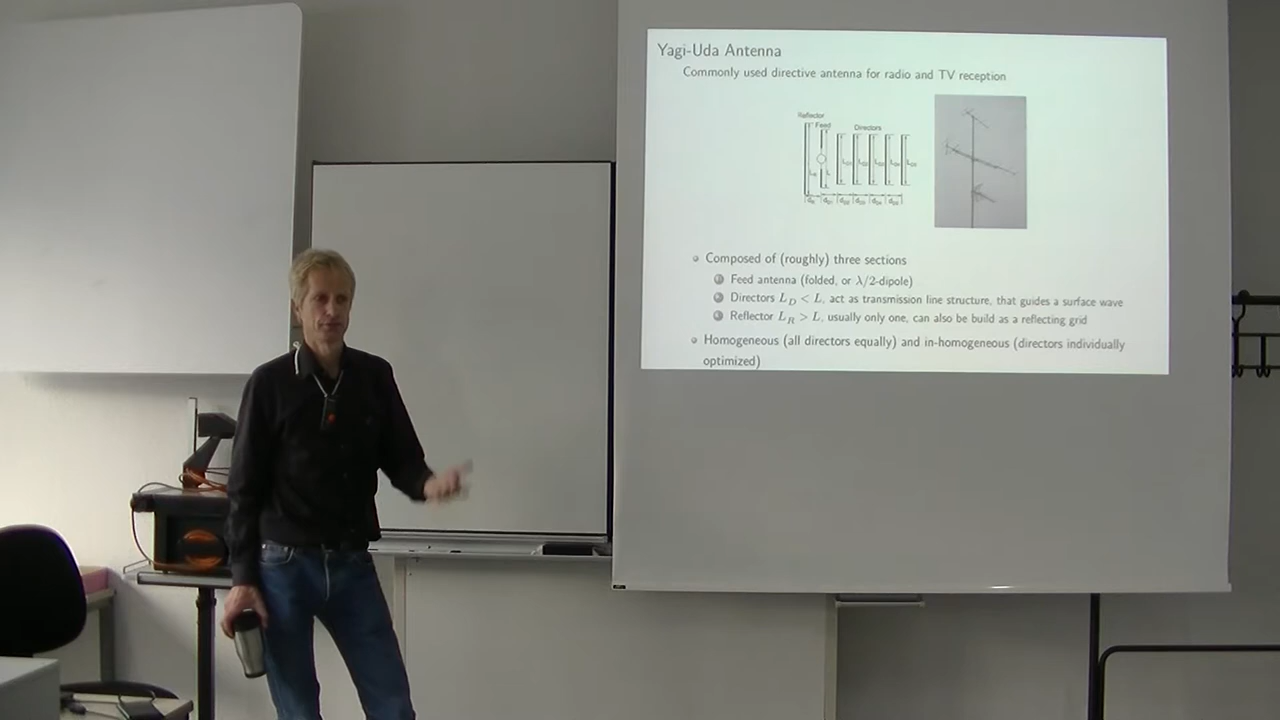 Yagi-Uda Antenna
Commonly used directive antenna for radio and TV reception
Reflector
Feed
Directors
Composed of (roughly) three sections
Feed antenna (folded, or λ/2-dipole)
Directors L_D < L, act as transmission line structure, that guides a surface wave
Reflector L_R > L, usually only one, can also be build as a reflecting grid
Homogeneous (all directors equally) and in-homogeneous (directors individually
optimized)